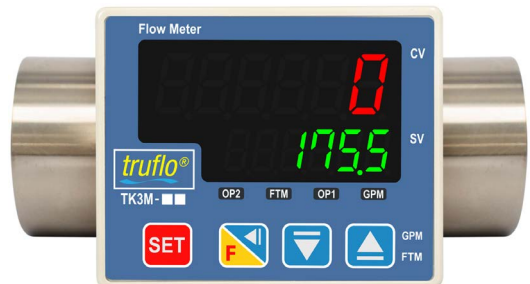 Flow Meter
0 CV
175.5 SV
truflo®
TK3M-■■
OP2 FTM OP1 GPM
SET F GPM
FTM